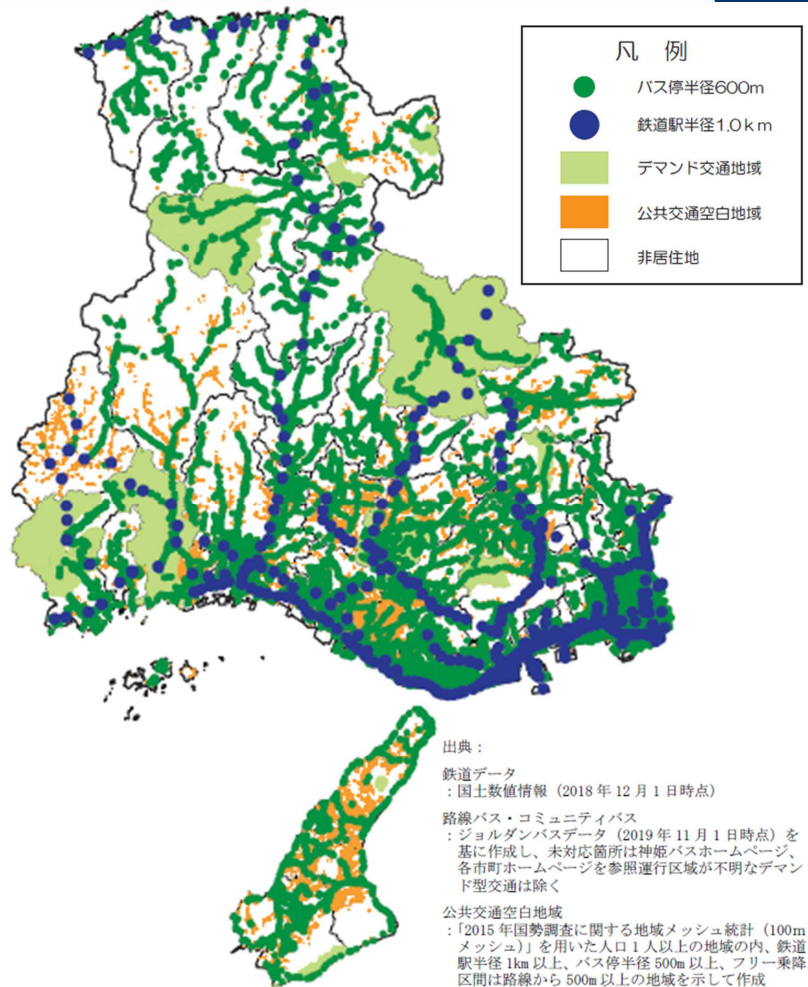 凡 例
バス停半径600m
鉄道駅半径1.0km
デマンド交通地域
公共交通空白地域
非居住地
出典：
鉄道データ
：国土数値情報（2018年12月1日時点）
路線バス・コミュニティバス
：ジョルダンバスデータ（2019年11月1日時点）を
基に作成し、未対応箇所は神姫バスホームページ、
各市町ホームページを参照運行区域が不明なデマン
ド型交通は除く
公共交通空白地域
：「2015年国勢調査に関する地域メッシュ統計（100m
メッシュ）」を用いた人口1人以上の地域の内、鉄道
駅半径1km以上、バス停半径500m以上、フリー乗降
区間は路線から500m以上の地域を示して作成